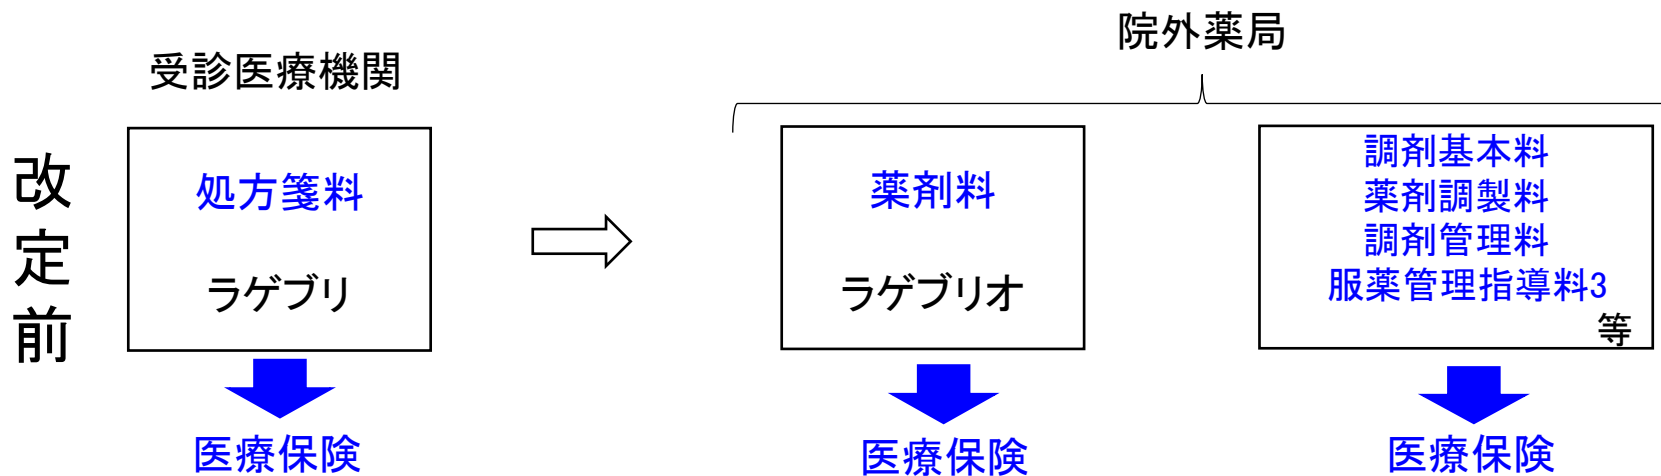 院外薬局
受診医療機関
改定前
処方箋料
ラゲブリ
医療保険
薬剤料
ラゲブリオ
医療保険
調剤基本料
薬剤調製料
調剤管理料
服薬管理指導料3
等
医療保険